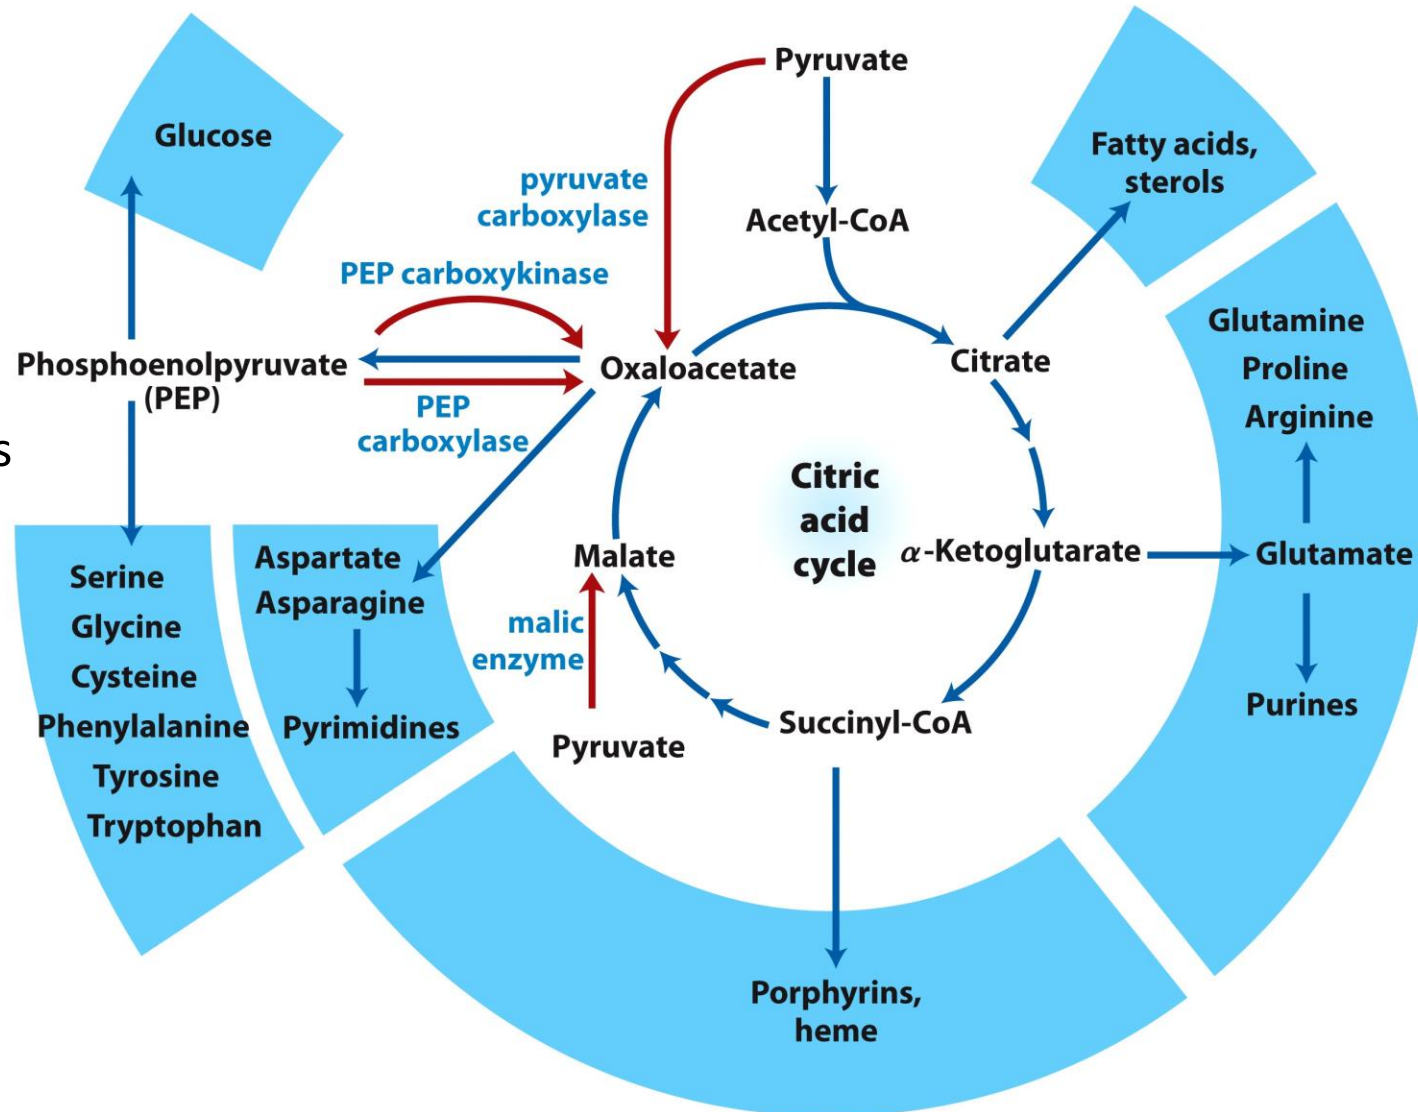 Pyruvate
Glucose
Fatty acids,
sterols
pyruvate
carboxylase
Acetyl-CoA
PEP carboxykinase
Glutamine
Proline
Arginine
Phosphoenolpyruvate
(PEP)
Oxaloacetate
Citrate
PEP
carboxylase
s
Citric
acid
cycle
Aspartate
Asparagine
Pyrimidines
Malate
α-Ketoglutarate
Glutamate
Purines
Serine
Glycine
Cysteine
Phenylalanine
Tyrosine
Tryptophan
malic
enzyme
Pyruvate
Succinyl-CoA
Porphyrins,
heme